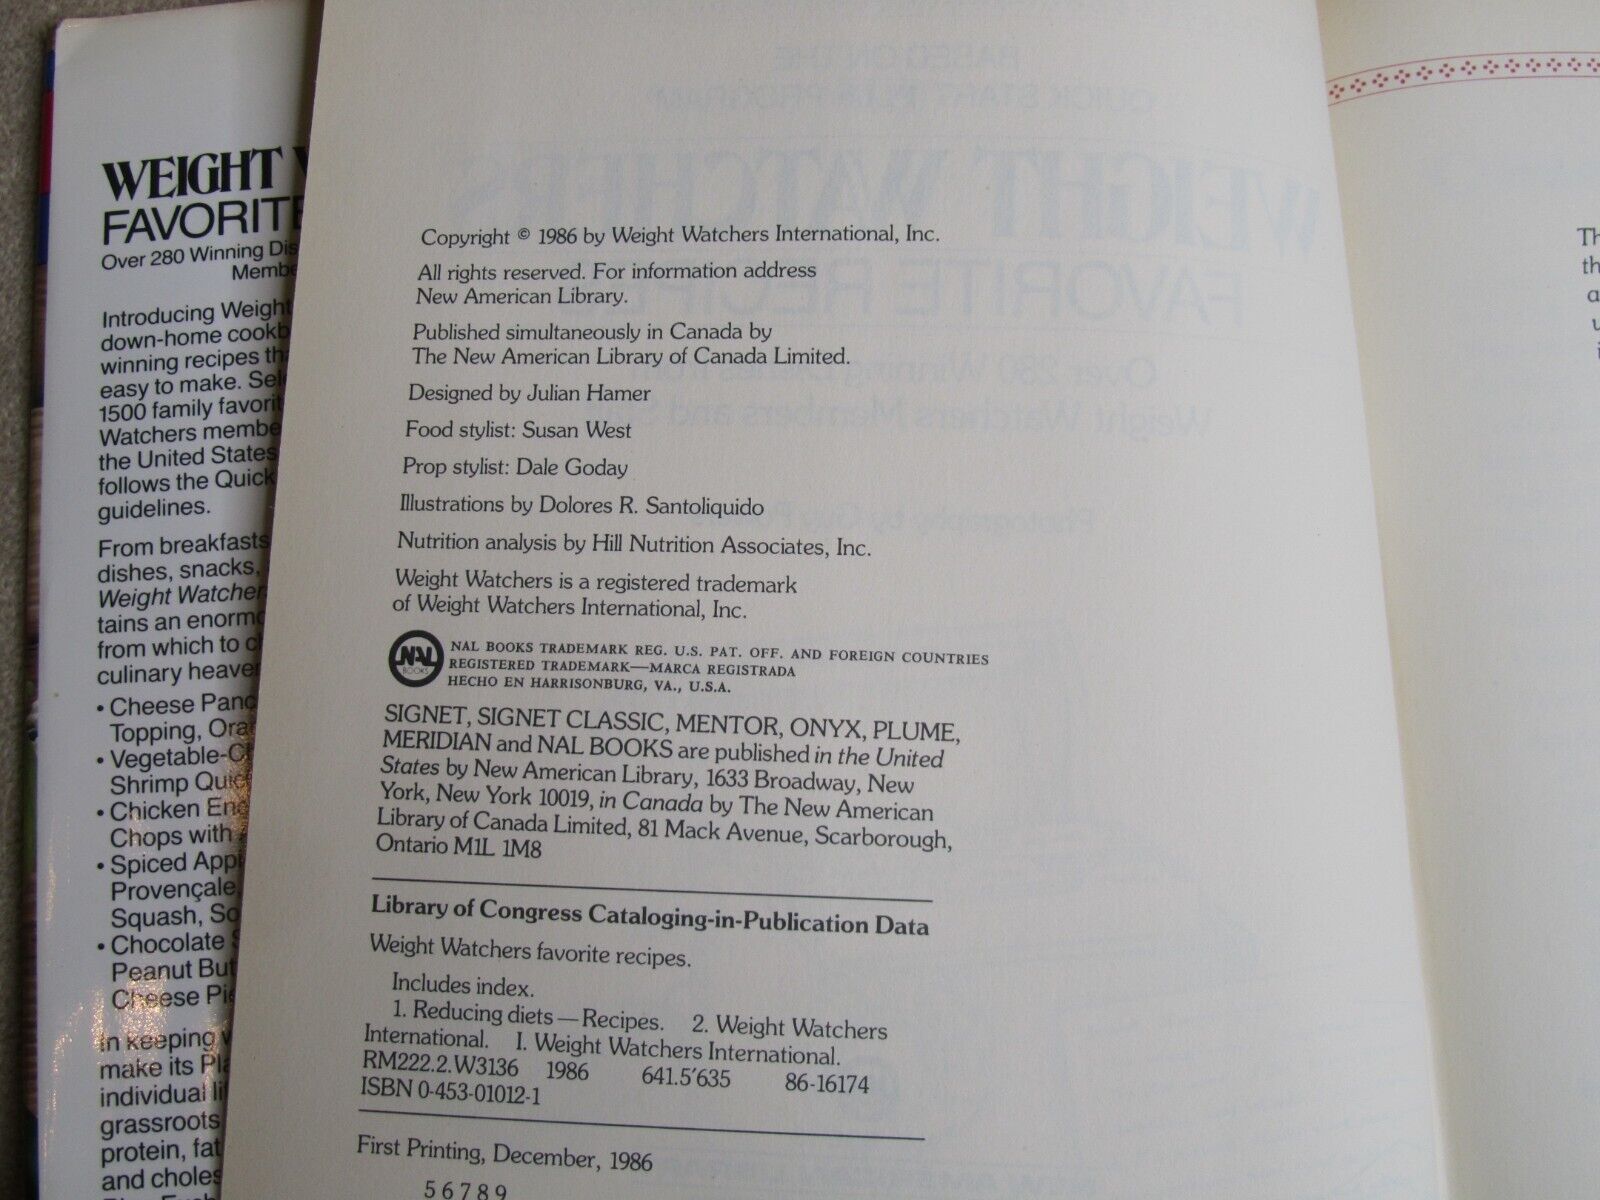 WEIGHT
FAVORITE
Over 280 Winning
Introducing Weight
down-home
winning recipes
easy to make.
1500 family
Watchers
the United States
follows the Quick
guidelines.
From breakfasts
dishes, snacks,
Weight
tains an
from which to
culinary
• Cheese
Topping,
• Vegetable-
Shrimp
• Chicken
Chops with
• Spiced
Provençale,
Squash,
• Chocolate
Peanut
Cheese
In keeping
make its
individual
grassroots
protein,
and
Copyright © 1986 by Weight Watchers International, Inc.
All rights reserved. For information address
New American Library.
Published simultaneously in Canada by
The New American Library of Canada Limited.
Designed by Julian Hamer
Food stylist: Susan West
Prop stylist: Dale Goday
Illustrations by Dolores R. Santoliquido
Nutrition analysis by Hill Nutrition Associates, Inc.
Weight Watchers is a registered trademark
of Weight Watchers International, Inc.
NAL
BOOKS
NAL BOOKS TRADEMARK REG. U.S. PAT. OFF. AND FOREIGN COUNTRIES
REGISTERED TRADEMARK—MARCA REGISTRADA
HECHO EN HARRISONBURG, VA., U.S.A.
SIGNET, SIGNET CLASSIC, MENTOR, ONYX, PLUME,
MERIDIAN and NAL BOOKS are published in the United
States by New American Library, 1633 Broadway, New
York, New York 10019, in Canada by The New American
Library of Canada Limited, 81 Mack Avenue, Scarborough,
Ontario M1L 1M8
Library of Congress Cataloging-in-Publication Data
Weight Watchers favorite recipes.
Includes index.
1. Reducing diets—Recipes. 2. Weight Watchers
International. I. Weight Watchers International.
RM222.2.W3136 1986 641.5'635 86-16174
ISBN 0-453-01012-1
First Printing, December, 1986
5 6 7 8 9